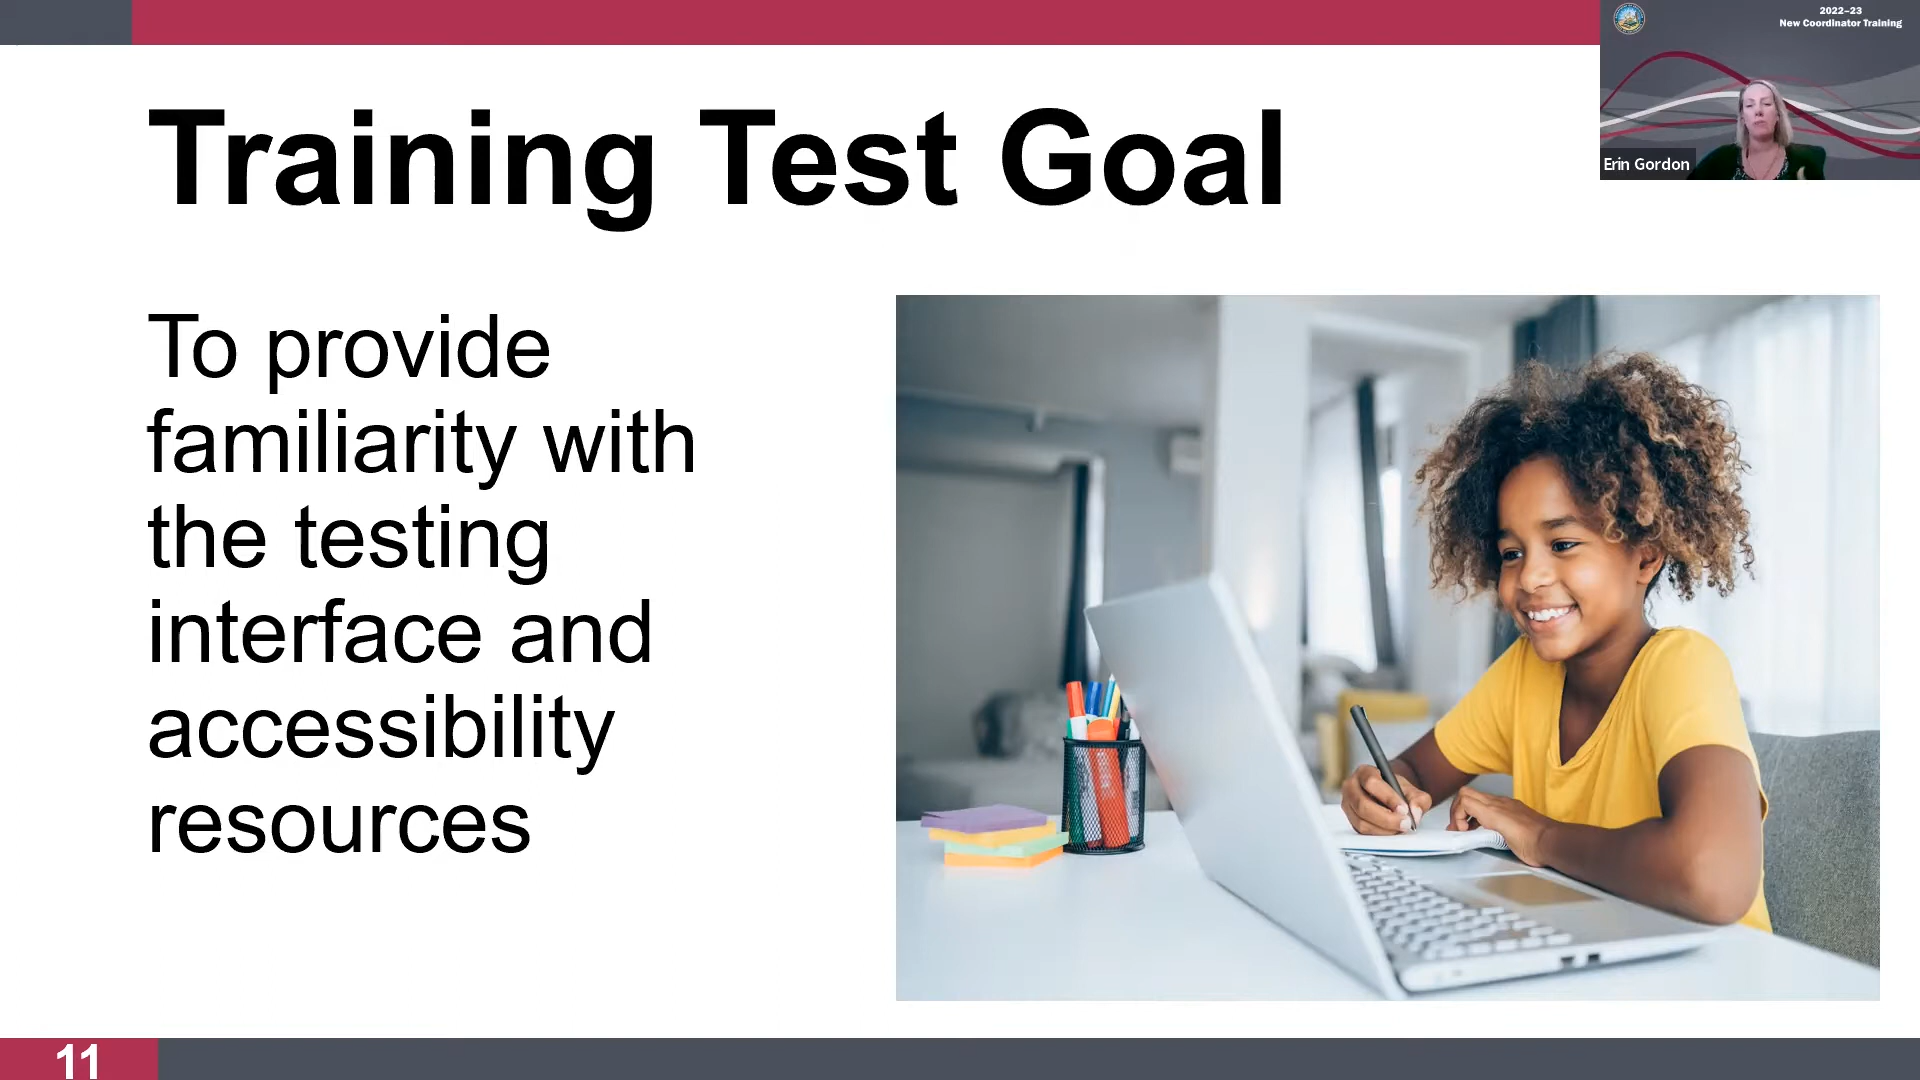 2022–23
New Coordinator Training
Erin Gordon
Training Test Goal
To provide
familiarity with
the testing
interface and
accessibility
resources
11